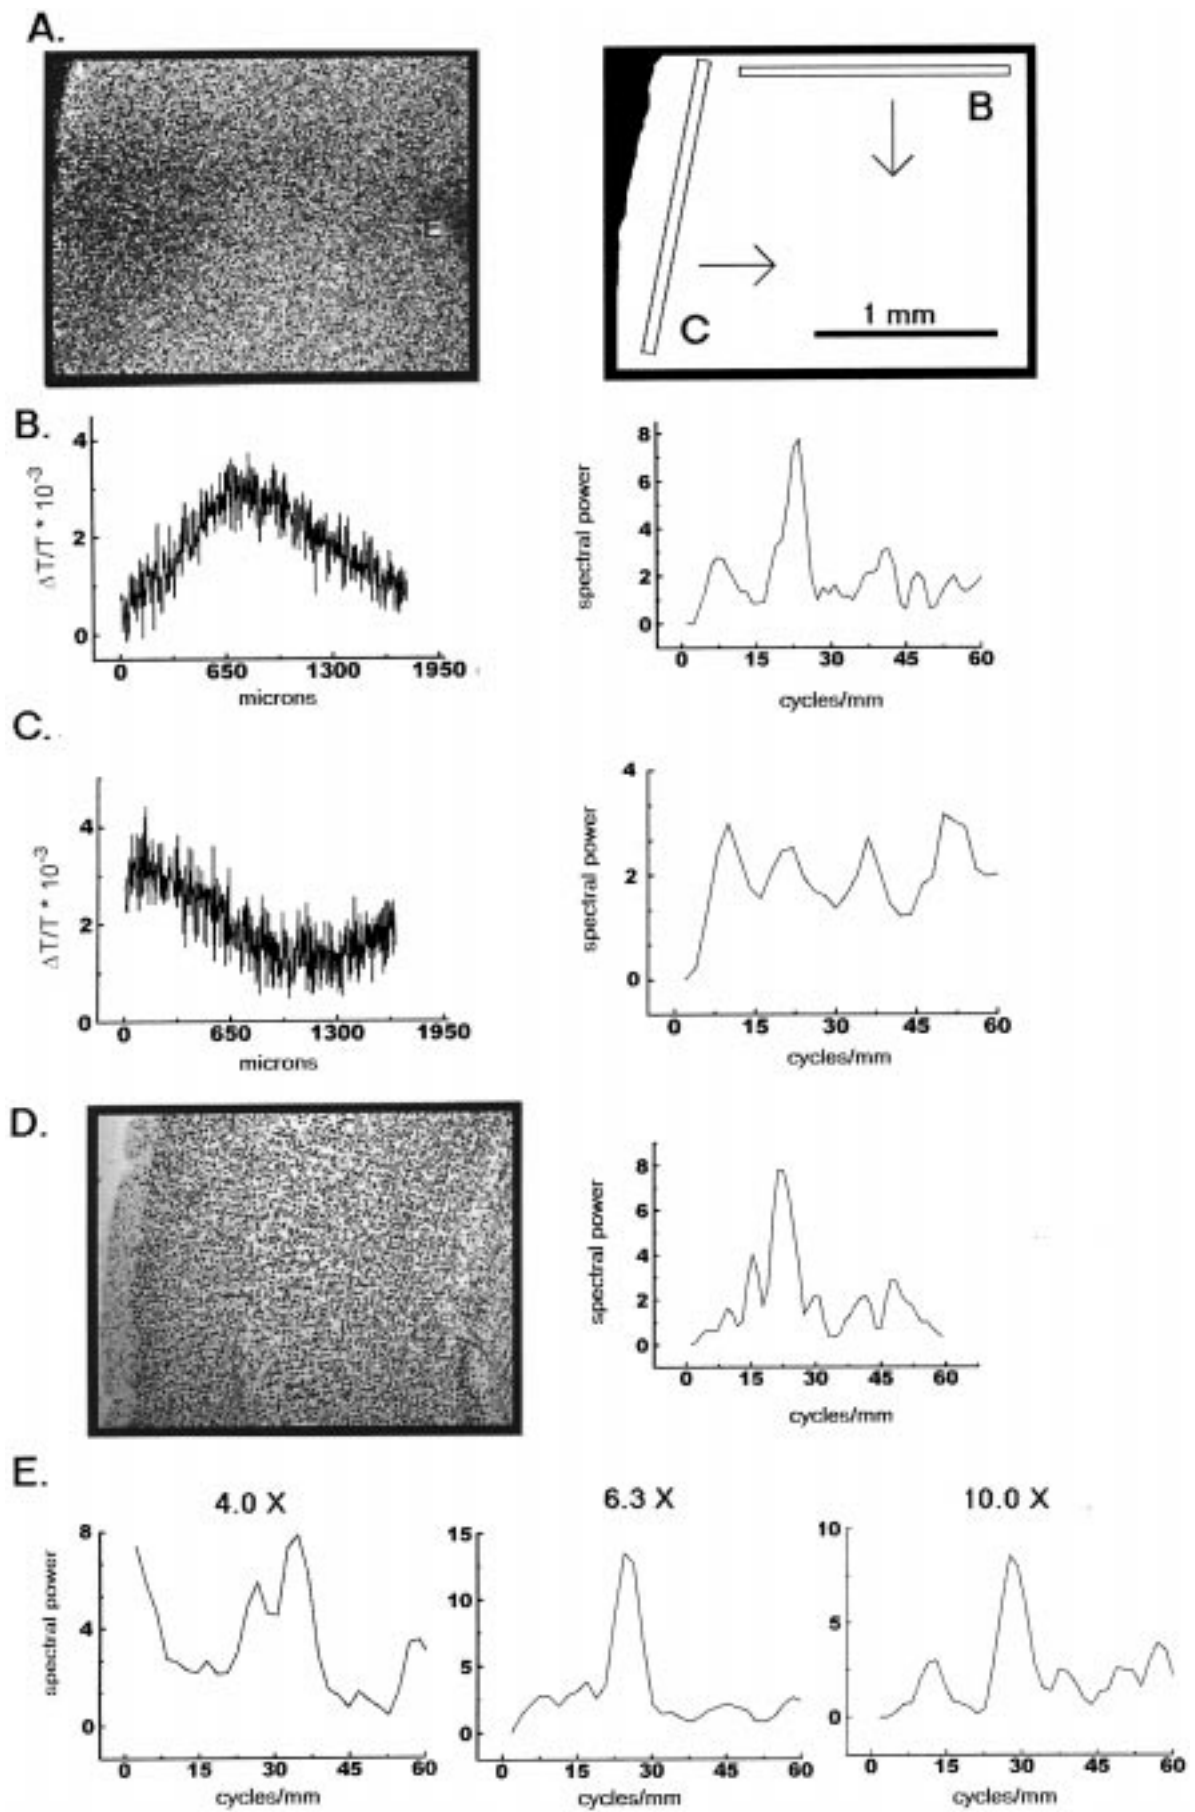 A.
E
B
C
1 mm
B.
4
2
0
ΔT/T * 10⁻³
0 650 1300 1950
microns
8
6
4
2
0
spectral power
0 15 30 45 60
cycles/mm
C.
4
2
0
ΔT/T * 10⁻³
0 650 1300 1950
microns
4
2
0
spectral power
0 15 30 45 60
cycles/mm
D.
8
6
4
2
0
spectral power
0 15 30 45 60
cycles/mm
E.
4.0 X
8
4
0
spectral power
0 15 30 45 60
cycles/mm
6.3 X
15
10
5
0
0 15 30 45 60
cycles/mm
10.0 X
10
5
0
0 15 30 45 60
cycles/mm